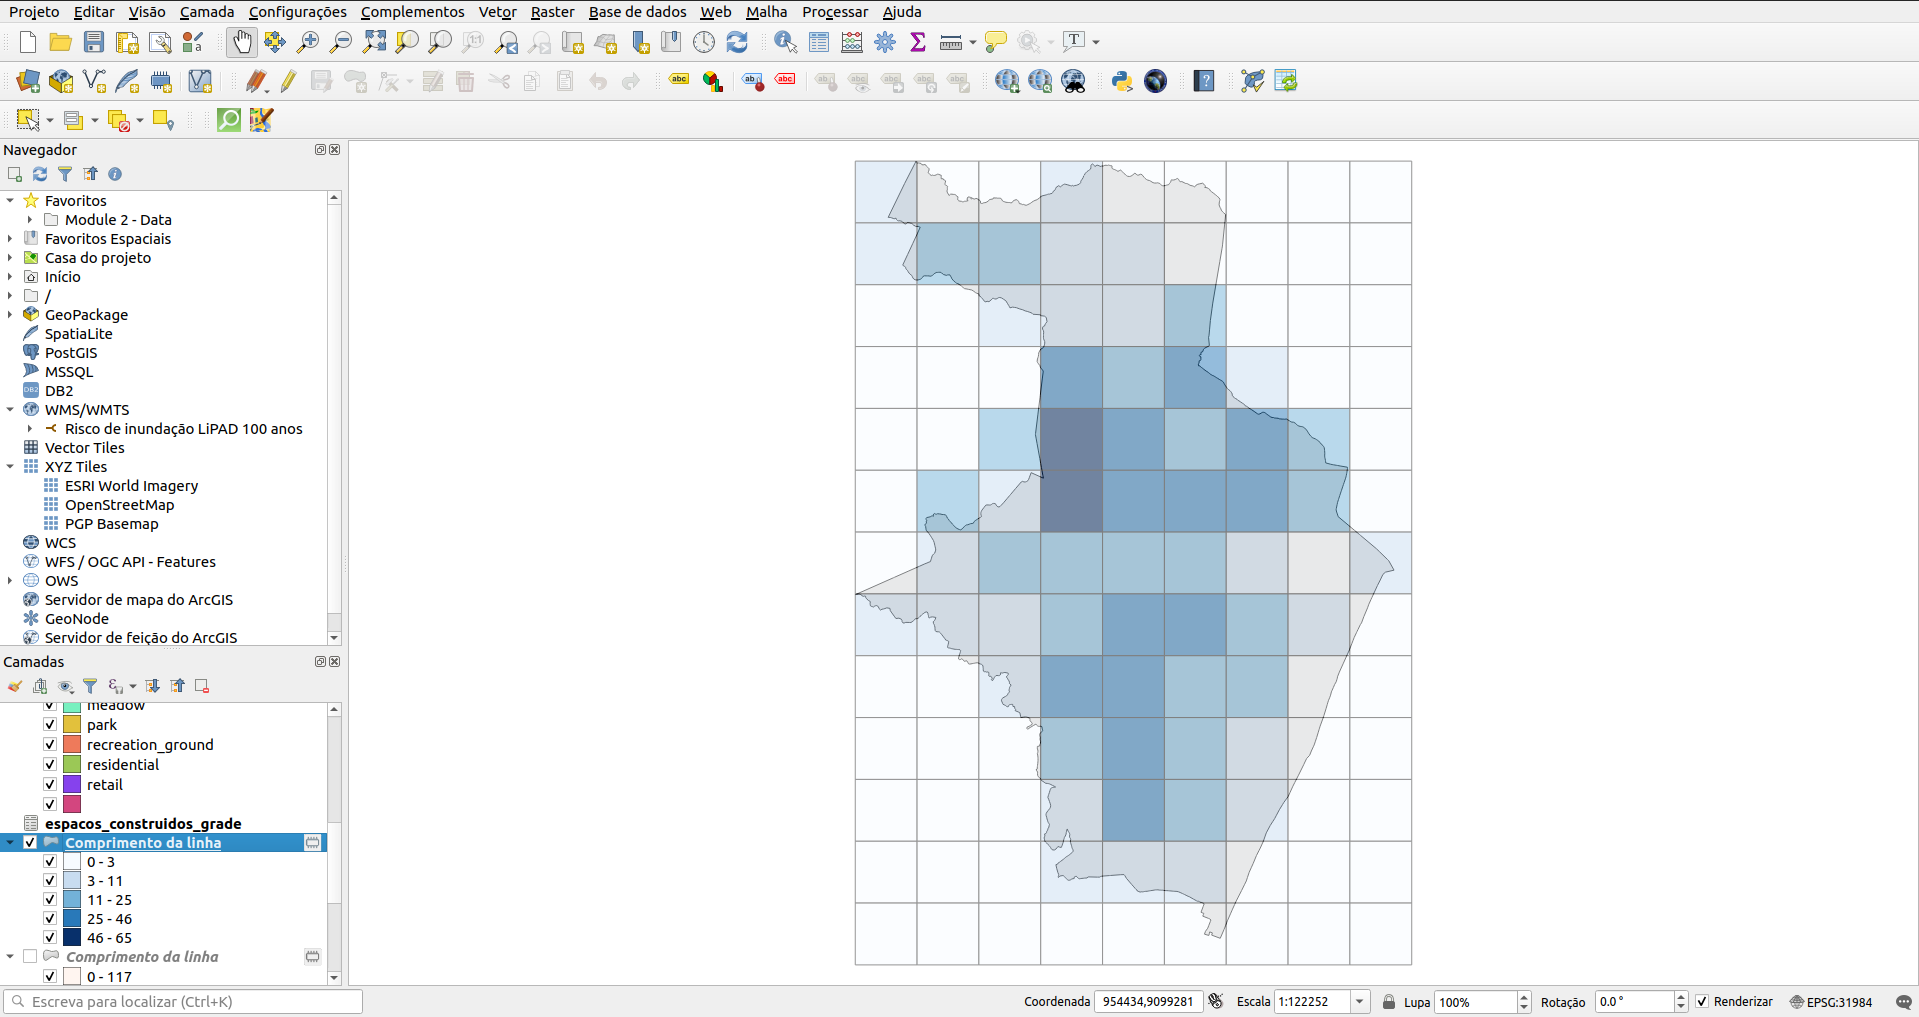 Projeto Editar Visão Camada Configurações Complementos Vetor Raster Base de dados Web Malha Processar Ajuda
Navegador
Favoritos
Module 2 - Data
Favoritos Espaciais
Casa do projeto
Início
/
GeoPackage
SpatiaLite
PostGIS
MSSQL
DB2
WMS/WMTS
Risco de inundação LiPAD 100 anos
Vector Tiles
XYZ Tiles
ESRI World Imagery
OpenStreetMap
PGP Basemap
WCS
WFS / OGC API - Features
OWS
Servidor de mapa do ArcGIS
GeoNode
Servidor de feição do ArcGIS
Camadas
meadow
park
recreation_ground
residential
retail
espacos_construidos_grade
Comprimento da linha
0 - 3
3 - 11
11 - 25
25 - 46
46 - 65
Comprimento da linha
0 - 117
Escreva para localizar (Ctrl+K) Coordenada 954434,9099281 Escala 1:122252 Lupa 100% Rotação 0.0 ° Renderizar EPSG:31984